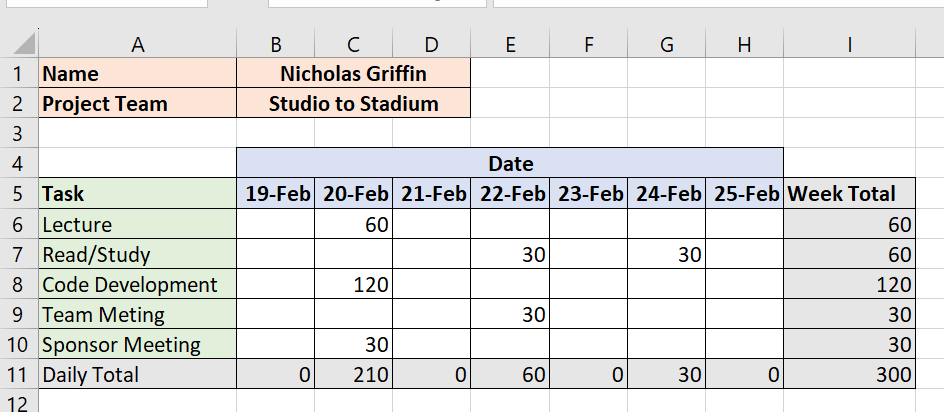 A B C D E F G H I
1 Name Nicholas Griffin
2 Project Team Studio to Stadium
3
4 Date
5 Task 19-Feb 20-Feb 21-Feb 22-Feb 23-Feb 24-Feb 25-Feb Week Total
6 Lecture 60 60
7 Read/Study 30 30 60
8 Code Development 120 120
9 Team Meting 30 30
10 Sponsor Meeting 30 30
11 Daily Total 0 210 0 60 0 30 0 300
12